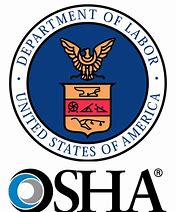 DEPARTMENT OF LABOR
UNITED STATES OF AMERICA
OSHA®